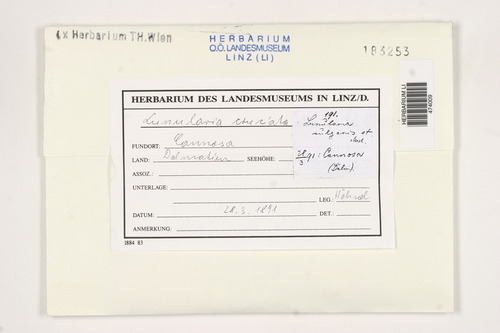 Ex Herbarium TH. Wien
HERBARIUM
O.Ö. LANDESMUSEUM
LINZ (LI)
183253
HERBARIUM LI
474009
HERBARIUM DES LANDESMUSEUMS IN LINZ/D.
Lunularia cruciata
FUNDORT: Cannosa
LAND: Dalmatien SEEHÖHE:
ASSOZ.:
UNTERLAGE:
LEG.: Höhnel
DATUM: 28.3.1891 DET.:
ANMERKUNG:
1884 83
191.
Lunularia
vulgaris
28/3 91: Cannosa
(Dalm).